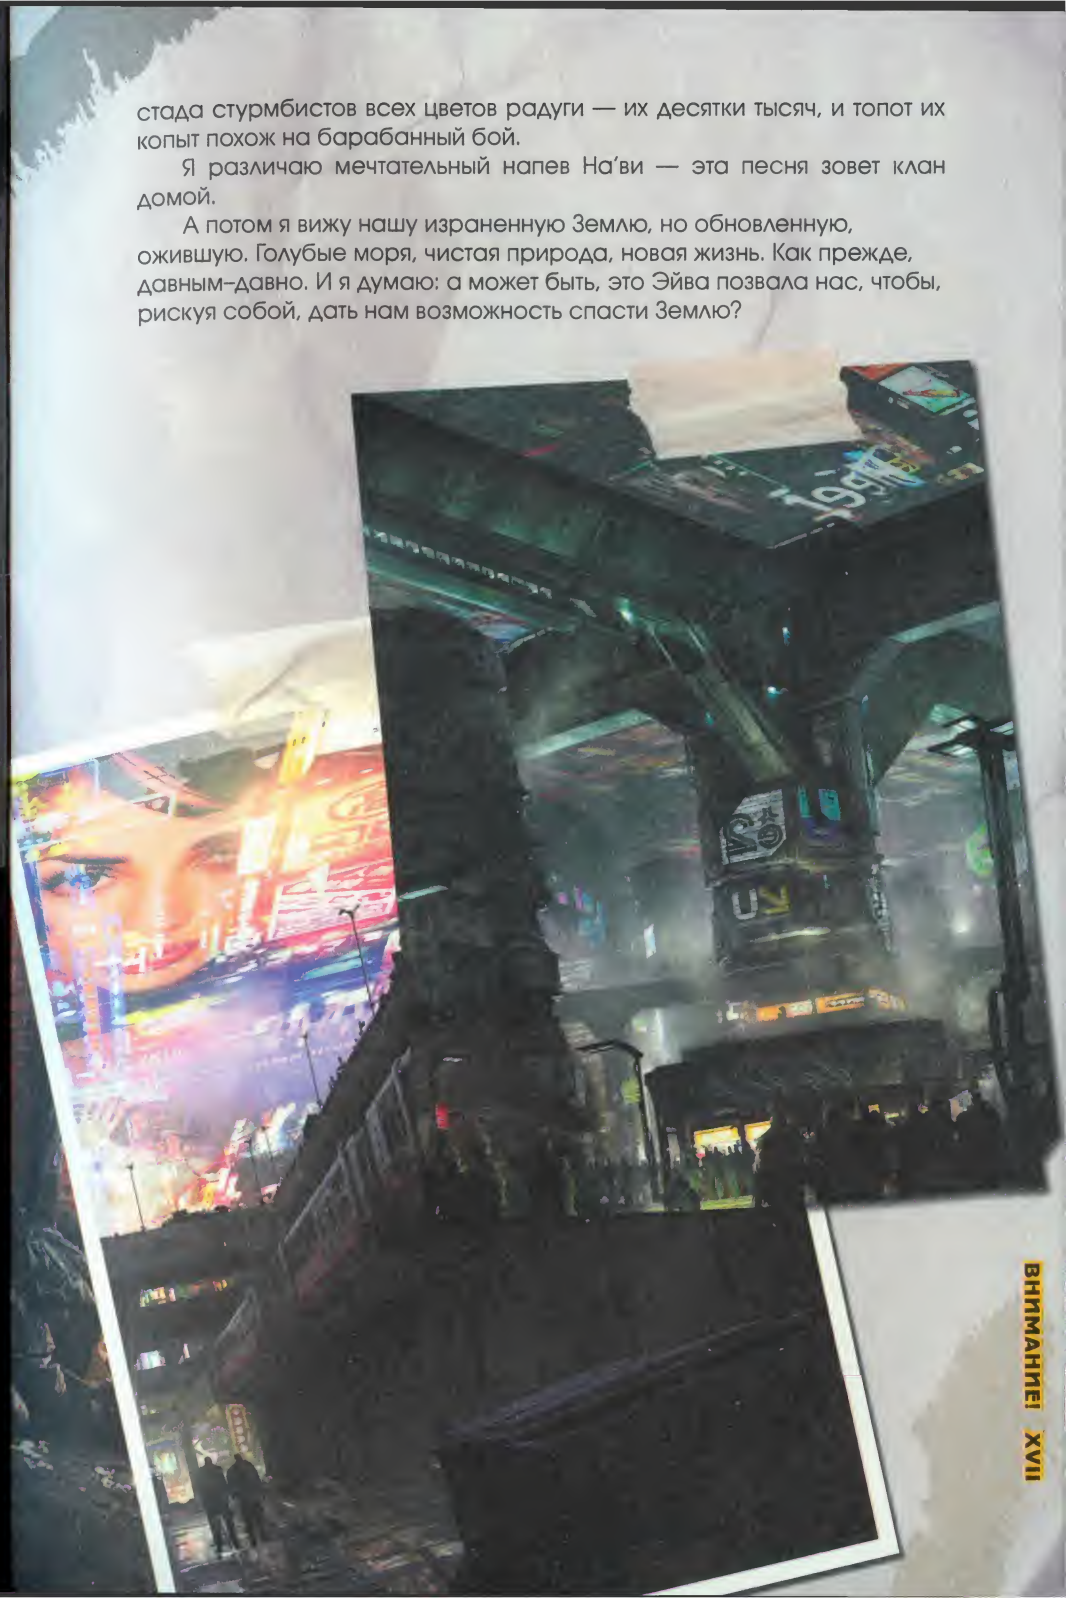 стада стурмбистов всех цветов радуги — их десятки тысяч, и топот их
копыт похож на барабанный бой.
Я различаю мечтательный напев На'ви — эта песня зовет клан
домой.
А потом я вижу нашу израненную Землю, но обновленную,
ожившую. Голубые моря, чистая природа, новая жизнь. Как прежде,
давным-давно. И я думаю: а может быть, это Эйва позвала нас, чтобы,
рискуя собой, дать нам возможность спасти Землю?
ВНИМАНИЕ! XVII